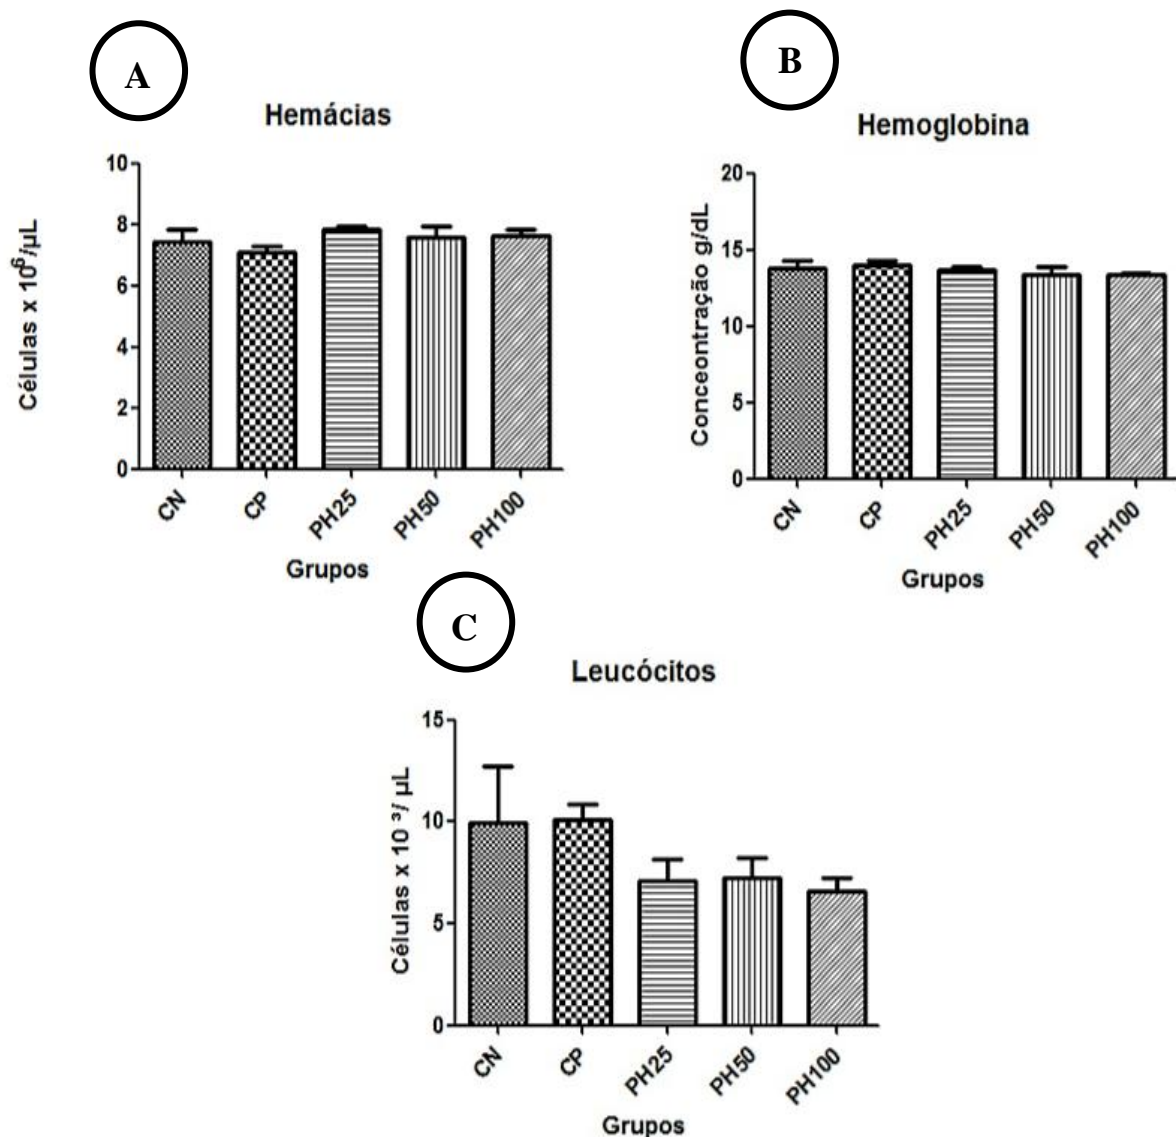 A
Hemácias
Células x 10⁶/µL
10
8
6
4
2
0
CN
CP
PH25
PH50
PH100
Grupos
B
Hemoglobina
Conceontração g/dL
20
15
10
5
0
CN
CP
PH25
PH50
PH100
Grupos
C
Leucócitos
Células x 10 ³/ µL
15
10
5
0
CN
CP
PH25
PH50
PH100
Grupos